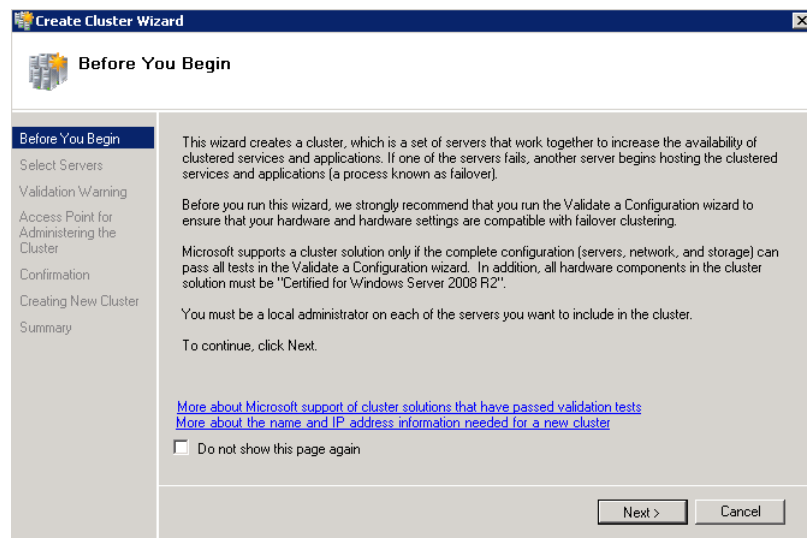 Create Cluster Wizard
Before You Begin
Before You Begin
Select Servers
Validation Warning
Access Point for
Administering the
Cluster
Confirmation
Creating New Cluster
Summary
This wizard creates a cluster, which is a set of servers that work together to increase the availability of
clustered services and applications. If one of the servers fails, another server begins hosting the clustered
services and applications (a process known as failover).
Before you run this wizard, we strongly recommend that you run the Validate a Configuration wizard to
ensure that your hardware and hardware settings are compatible with failover clustering.
Microsoft supports a cluster solution only if the complete configuration (servers, network, and storage) can
pass all tests in the Validate a Configuration wizard. In addition, all hardware components in the cluster
solution must be "Certified for Windows Server 2008 R2".
You must be a local administrator on each of the servers you want to include in the cluster.
To continue, click Next.
More about Microsoft support of cluster solutions that have passed validation tests
More about the name and IP address information needed for a new cluster
Do not show this page again
Next >
Cancel